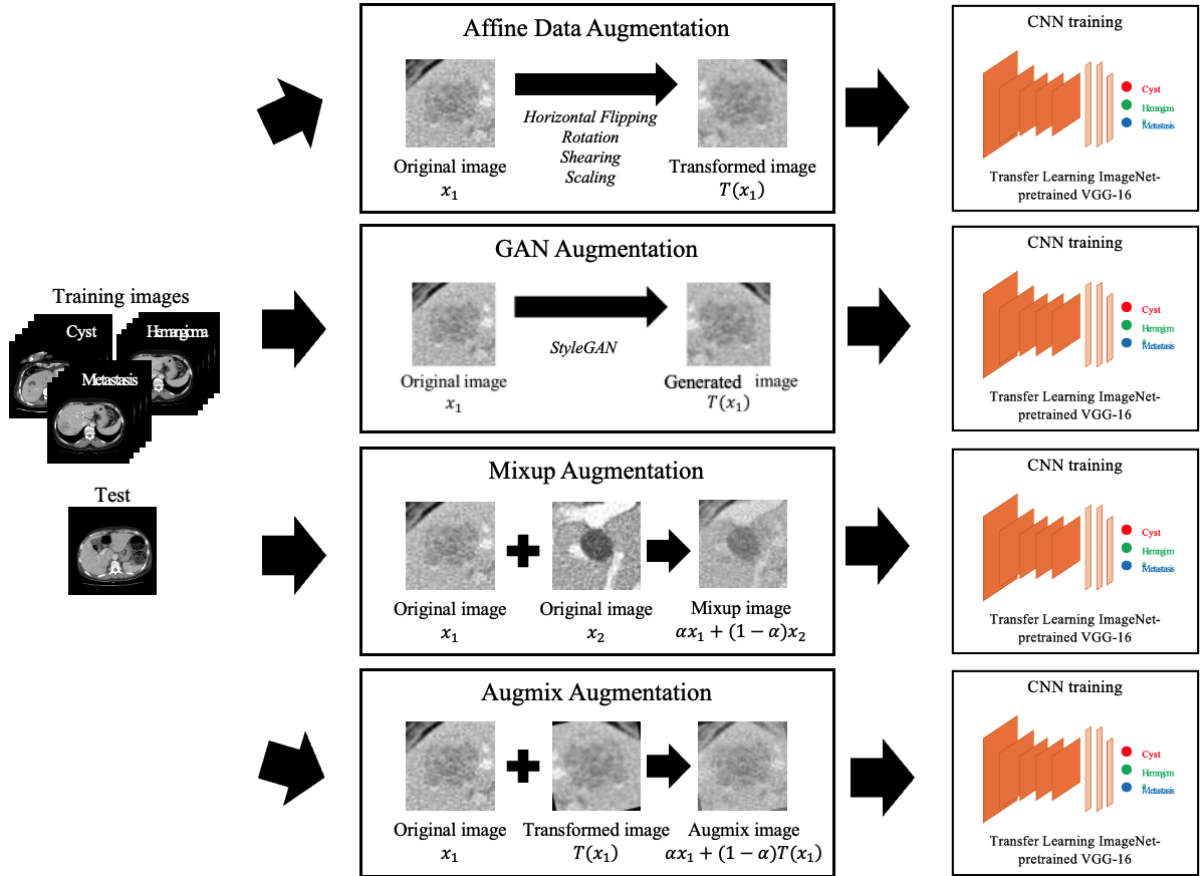 Affine Data Augmentation
Horizontal Flipping
Rotation
Shearing
Scaling
Original image
x₁
Transformed image
T(x₁)
CNN training
Cyst
Hemangioma
Metastasis
Transfer Learning ImageNet-
pretrained VGG-16
Training images
Cyst
Hemangioma
Metastasis
Test
GAN Augmentation
StyleGAN
Original image
x₁
Generated image
T(x₁)
CNN training
Cyst
Hemangioma
Metastasis
Transfer Learning ImageNet-
pretrained VGG-16
Mixup Augmentation
Original image
x₁
Original image
x₂
Mixup image
αx₁ + (1 − α)x₂
CNN training
Cyst
Hemangioma
Metastasis
Transfer Learning ImageNet-
pretrained VGG-16
Augmix Augmentation
Original image
x₁
Transformed image
T(x₁)
Augmix image
αx₁ + (1 − α)T(x₁)
CNN training
Cyst
Hemangioma
Metastasis
Transfer Learning ImageNet-
pretrained VGG-16